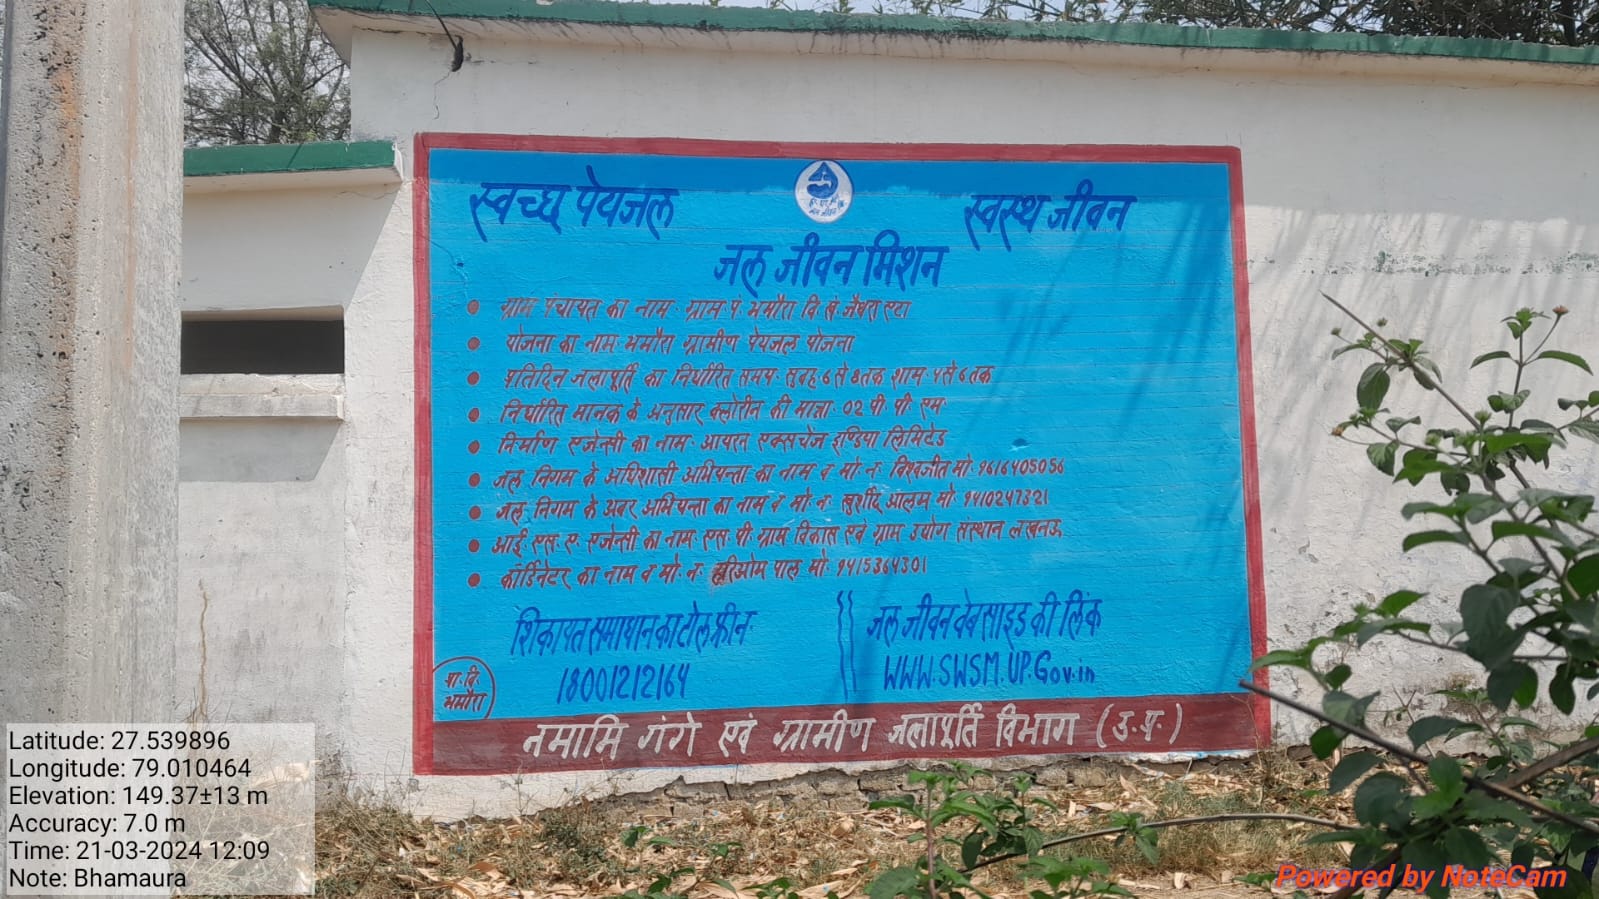 स्वच्छ पेयजल
स्वस्थ जीवन
जल जीवन मिशन
• ग्राम पंचायत का नाम- ग्राम पं. भमौरा वि. खं. जैथरा एटा
• योजना का नाम- भमौरा ग्रामीण पेयजल योजना
• प्रतिदिन जलापूर्ति का निर्धारित समय- सुबह 6 से 8 तक शाम- 4 से 6 तक
• निर्धारित मानक के अनुसार क्लोरीन की मात्रा- 02 पी पी एम
• निर्माण एजेन्सी का नाम- आयन एक्सचेंज इण्डिया लिमिटेड
• जल निगम के अधिशासी अभियन्ता का नाम व मो. न. विश्वजीत मो. 9616405056
• जल निगम के अवर अभियन्ता का नाम व मो. न. खुर्शीद आलम मो. 9410247321
• आई. एस. ए. एजेन्सी का नाम- एस. पी. ग्राम विकास एवं ग्राम उद्योग संस्थान लखनऊ
• कॉर्डिनेटर का नाम व मो. न. हरिओम पाल मो. 9415364301
शिकायत समाधान का टोल फ्री न.
18001212164
जल जीवन वेब साइड की लिंक
WWW.SWSM.UP.Gov.in
ग्रा. वि.
भमौरा
नमामि गंगे एवं ग्रामीण जलापूर्ति विभाग (उ.प्र.)
Latitude: 27.539896
Longitude: 79.010464
Elevation: 149.37±13 m
Accuracy: 7.0 m
Time: 21-03-2024 12:09
Note: Bhamaura
Powered by NoteCam